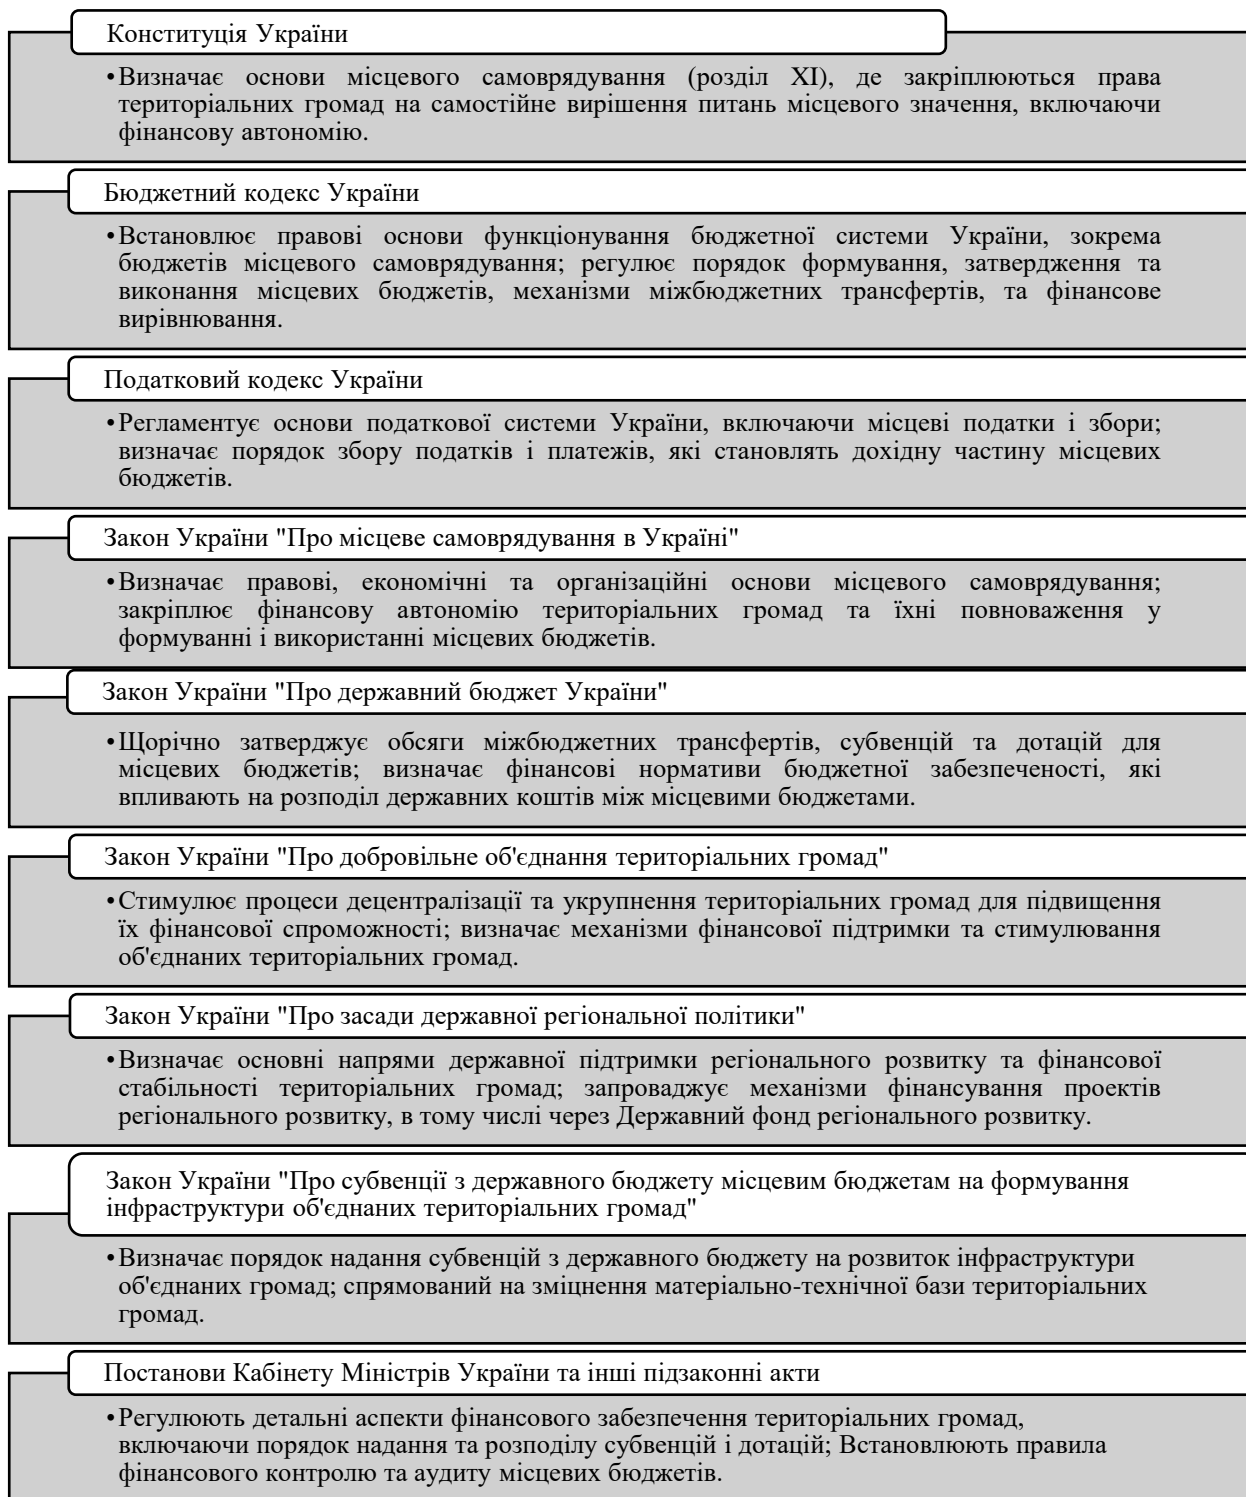 Конституція України
•Визначає основи місцевого самоврядування (розділ XI), де закріплюються права
територіальних громад на самостійне вирішення питань місцевого значення, включаючи
фінансову автономію.
Бюджетний кодекс України
•Встановлює правові основи функціонування бюджетної системи України, зокрема
бюджетів місцевого самоврядування; регулює порядок формування, затвердження та
виконання місцевих бюджетів, механізми міжбюджетних трансфертів, та фінансове
вирівнювання.
Податковий кодекс України
•Регламентує основи податкової системи України, включаючи місцеві податки і збори;
визначає порядок збору податків і платежів, які становлять дохідну частину місцевих
бюджетів.
Закон України "Про місцеве самоврядування в Україні"
•Визначає правові, економічні та організаційні основи місцевого самоврядування;
закріплює фінансову автономію територіальних громад та їхні повноваження у
формуванні і використанні місцевих бюджетів.
Закон України "Про державний бюджет України"
•Щорічно затверджує обсяги міжбюджетних трансфертів, субвенцій та дотацій для
місцевих бюджетів; визначає фінансові нормативи бюджетної забезпеченості, які
впливають на розподіл державних коштів між місцевими бюджетами.
Закон України "Про добровільне об'єднання територіальних громад"
•Стимулює процеси децентралізації та укрупнення територіальних громад для підвищення
їх фінансової спроможності; визначає механізми фінансової підтримки та стимулювання
об'єднаних територіальних громад.
Закон України "Про засади державної регіональної політики"
•Визначає основні напрями державної підтримки регіонального розвитку та фінансової
стабільності територіальних громад; запроваджує механізми фінансування проектів
регіонального розвитку, в тому числі через Державний фонд регіонального розвитку.
Закон України "Про субвенції з державного бюджету місцевим бюджетам на формування
інфраструктури об'єднаних територіальних громад"
•Визначає порядок надання субвенцій з державного бюджету на розвиток інфраструктури
об'єднаних громад; спрямований на зміцнення матеріально-технічної бази територіальних
громад.
Постанови Кабінету Міністрів України та інші підзаконні акти
•Регулюють детальні аспекти фінансового забезпечення територіальних громад,
включаючи порядок надання та розподілу субвенцій і дотацій; Встановлюють правила
фінансового контролю та аудиту місцевих бюджетів.